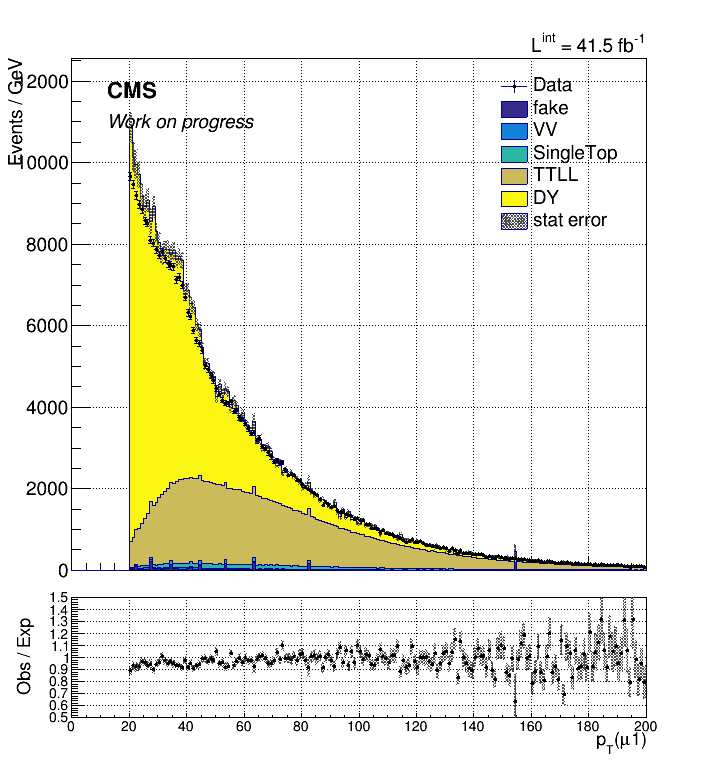 L^int = 41.5 fb^-1
Events / GeV
CMS
Work on progress
Data
fake
VV
SingleTop
TTLL
DY
stat error
12000
10000
8000
6000
4000
2000
0
Obs / Exp
1.5
1.4
1.3
1.2
1.1
1
0.9
0.8
0.7
0.6
0.5
0 20 40 60 80 100 120 140 160 180 200
p_T(μ1)